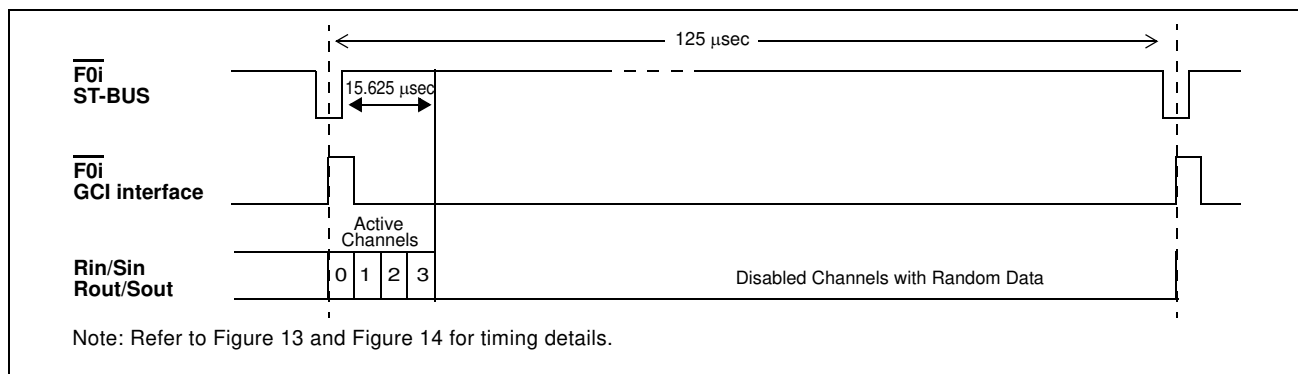 125 μsec
F0i
ST-BUS
15.625 μsec
F0i
GCI interface
Active
Channels
Rin/Sin
Rout/Sout
0 1 2 3
Disabled Channels with Random Data
Note: Refer to Figure 13 and Figure 14 for timing details.